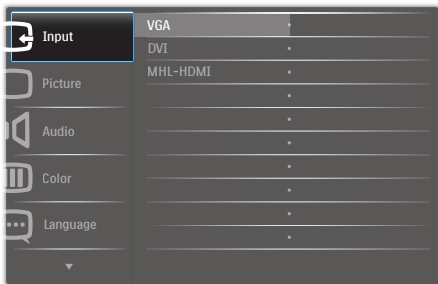 Input
Picture
Audio
Color
Language
VGA
DVI
MHL-HDMI